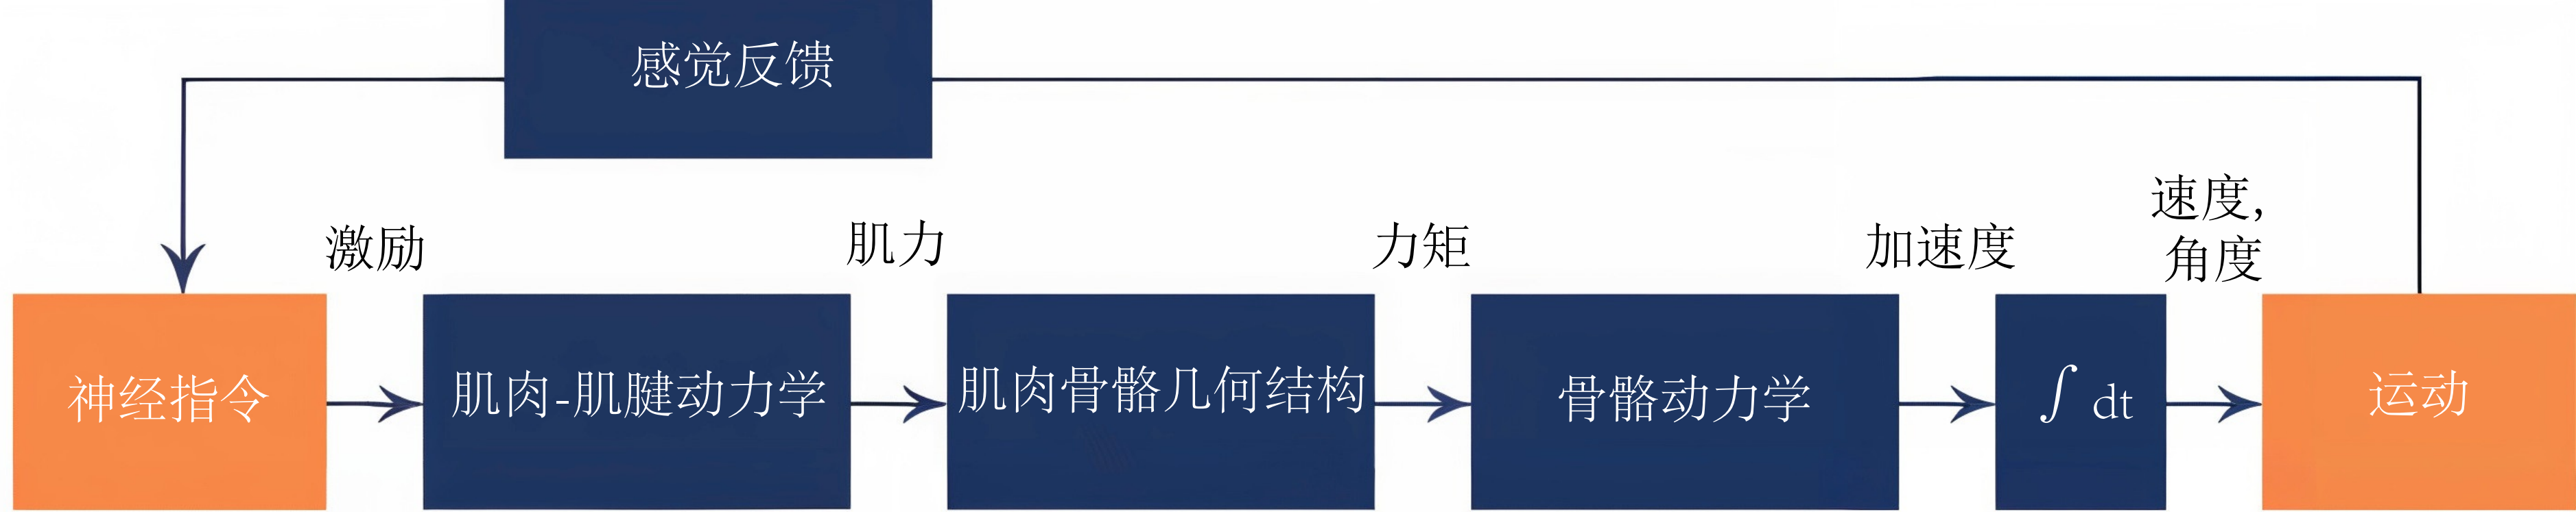 感觉反馈
激励
肌力
力矩
加速度
速度,
角度
神经指令
肌肉-肌腱动力学
肌肉骨骼几何结构
骨骼动力学
∫ dt
运动